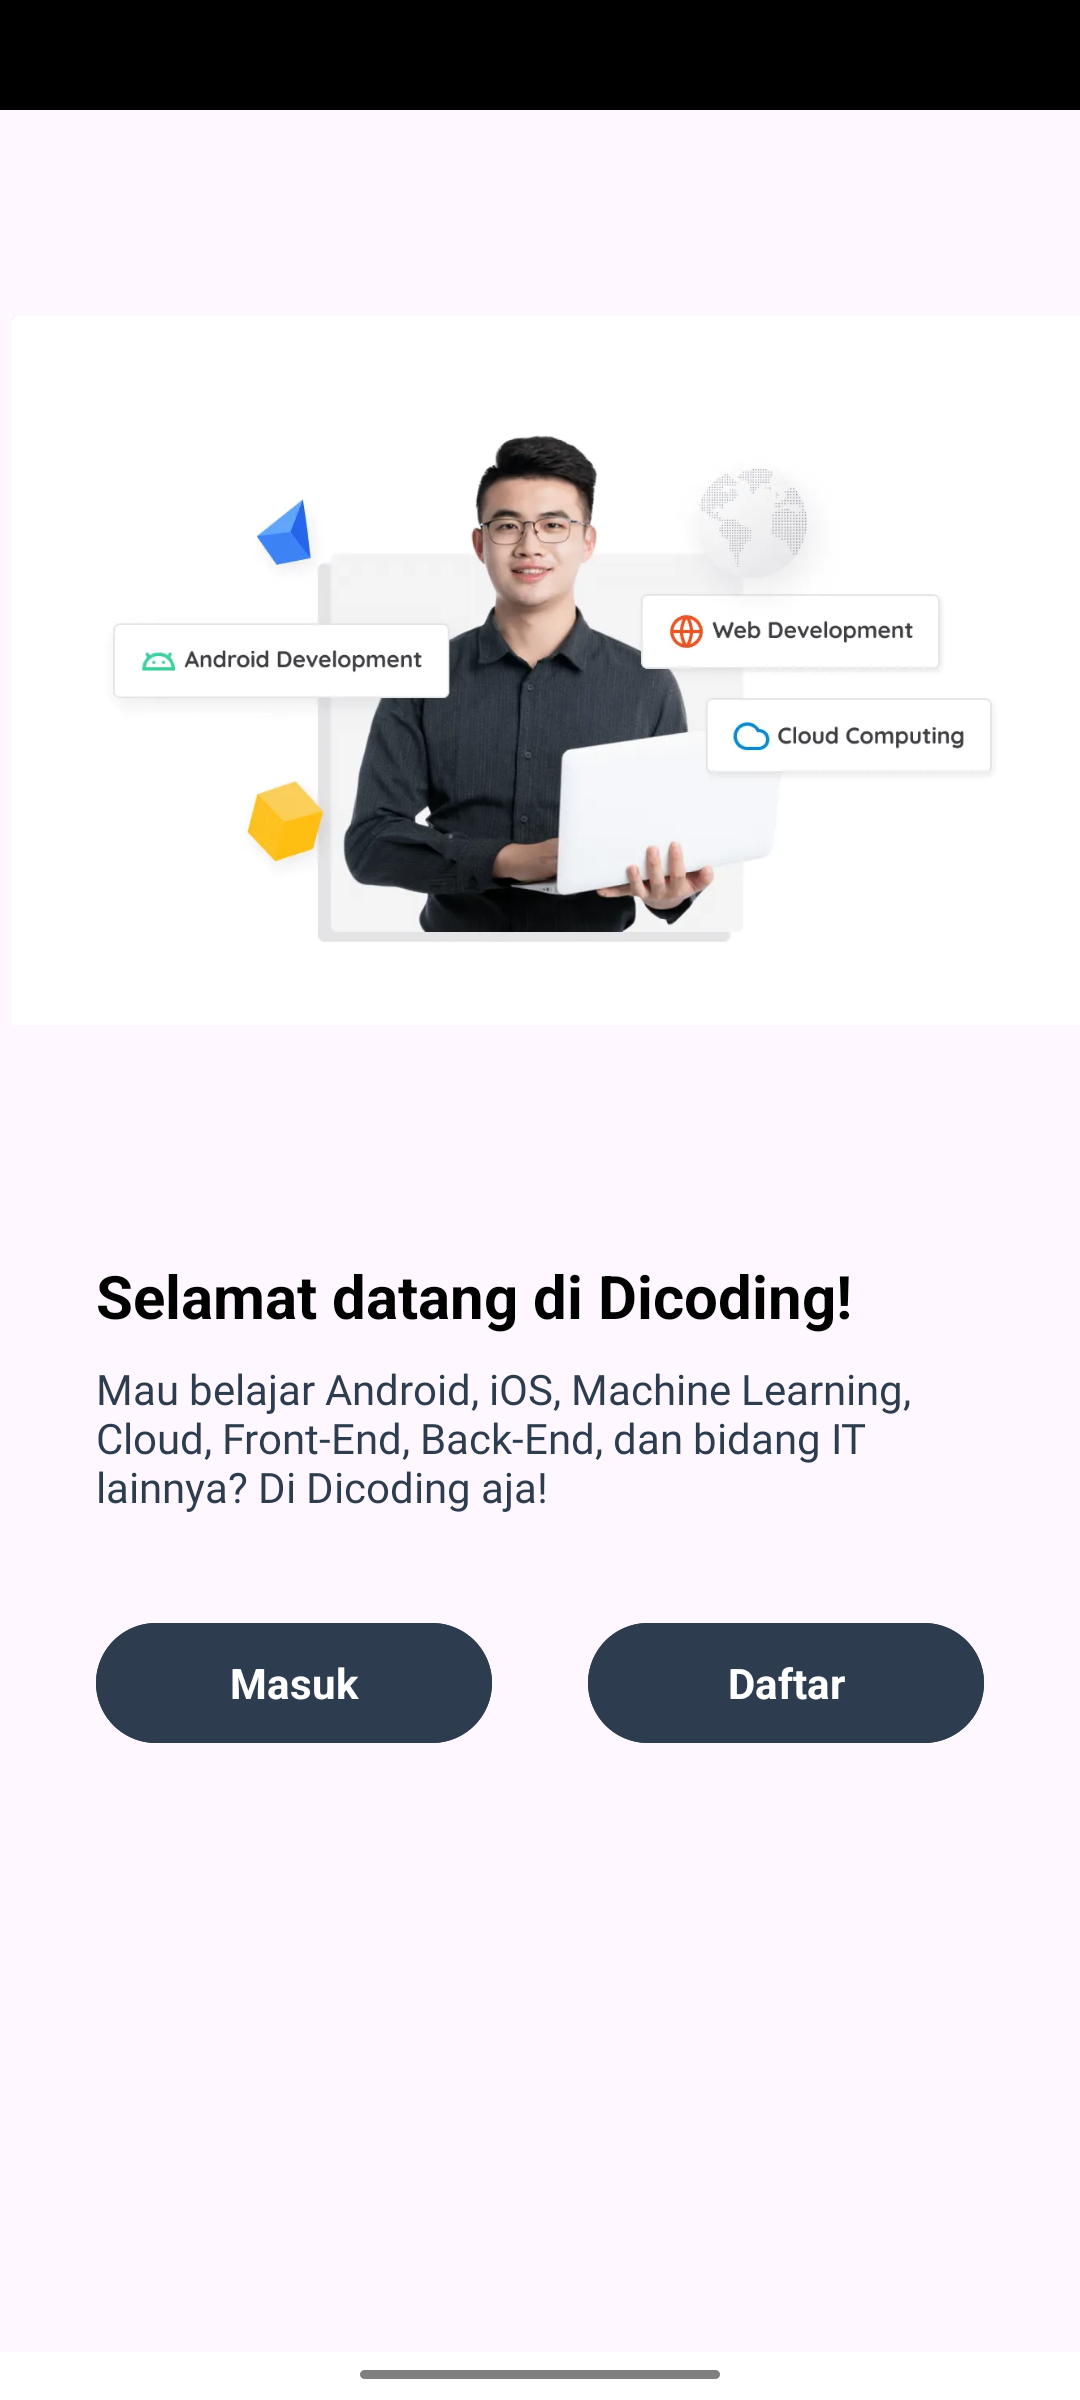 Web Development
Android Development
Cloud Computing
Selamat datang di Dicoding!
Mau belajar Android, iOS, Machine Learning,
Cloud, Front-End, Back-End, dan bidang IT
lainnya? Di Dicoding aja!
Masuk
Daftar